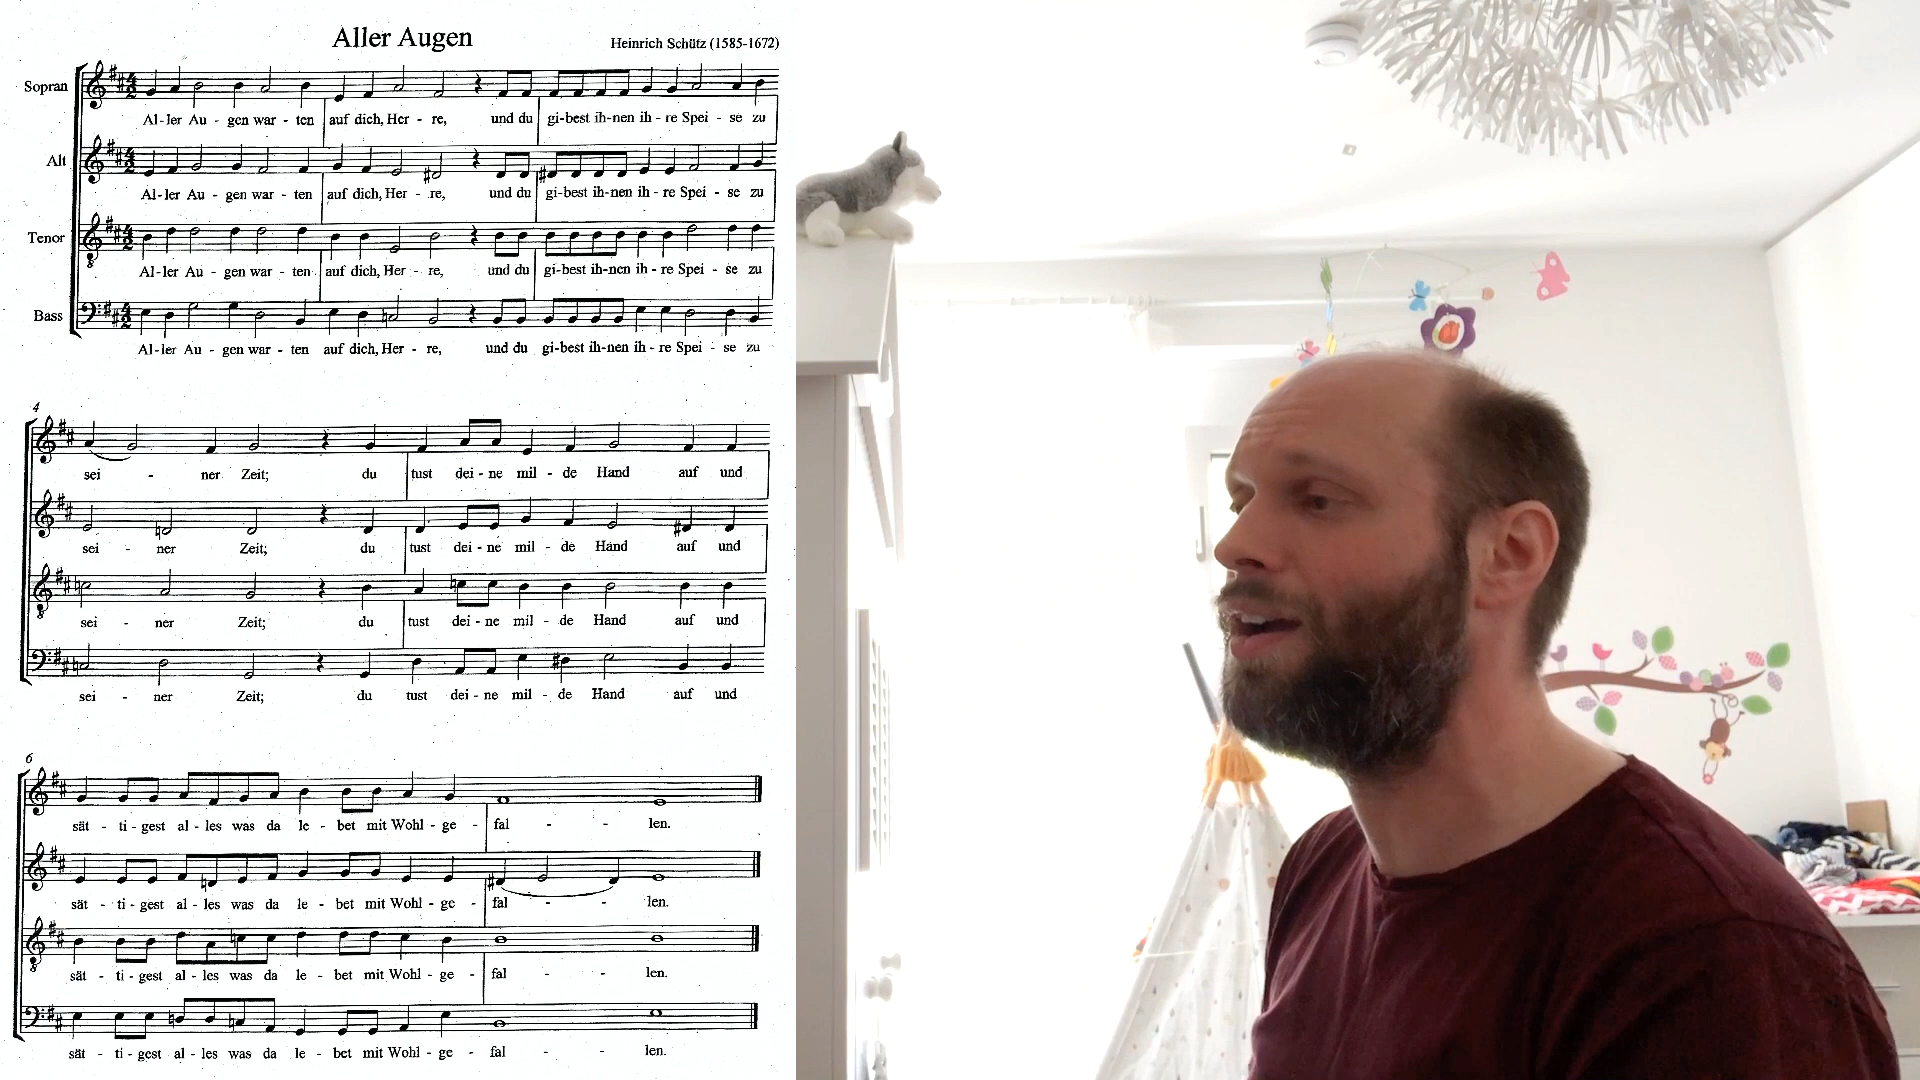 Aller Augen
Heinrich Schütz (1585-1672)
Sopran
Al-ler Au - gen war - ten auf dich, Her - re, und du gi-best ih-nen ih - re Spei - se zu
Alt
Al-ler Au - gen war - ten auf dich, Her - re, und du gi-best ih-nen ih - re Spei - se zu
Tenor
Al-ler Au - gen war - ten auf dich, Her - re, und du gi-best ih-nen ih - re Spei - se zu
Bass
Al-ler Au - gen war - ten auf dich, Her - re, und du gi-best ih-nen ih - re Spei - se zu
4
sei - ner Zeit; du tust dei - ne mil - de Hand auf und
sei - ner Zeit; du tust dei - ne mil - de Hand auf und
sei - ner Zeit; du tust dei - ne mil - de Hand auf und
sei - ner Zeit; du tust dei - ne mil - de Hand auf und
6
sät - ti - gest al - les was da le - bet mit Wohl - ge - fal - - len.
sät - ti - gest al - les was da le - bet mit Wohl - ge - fal - - len.
sät - ti - gest al - les was da le - bet mit Wohl - ge - fal - - len.
sät - ti - gest al - les was da le - bet mit Wohl - ge - fal - - len.